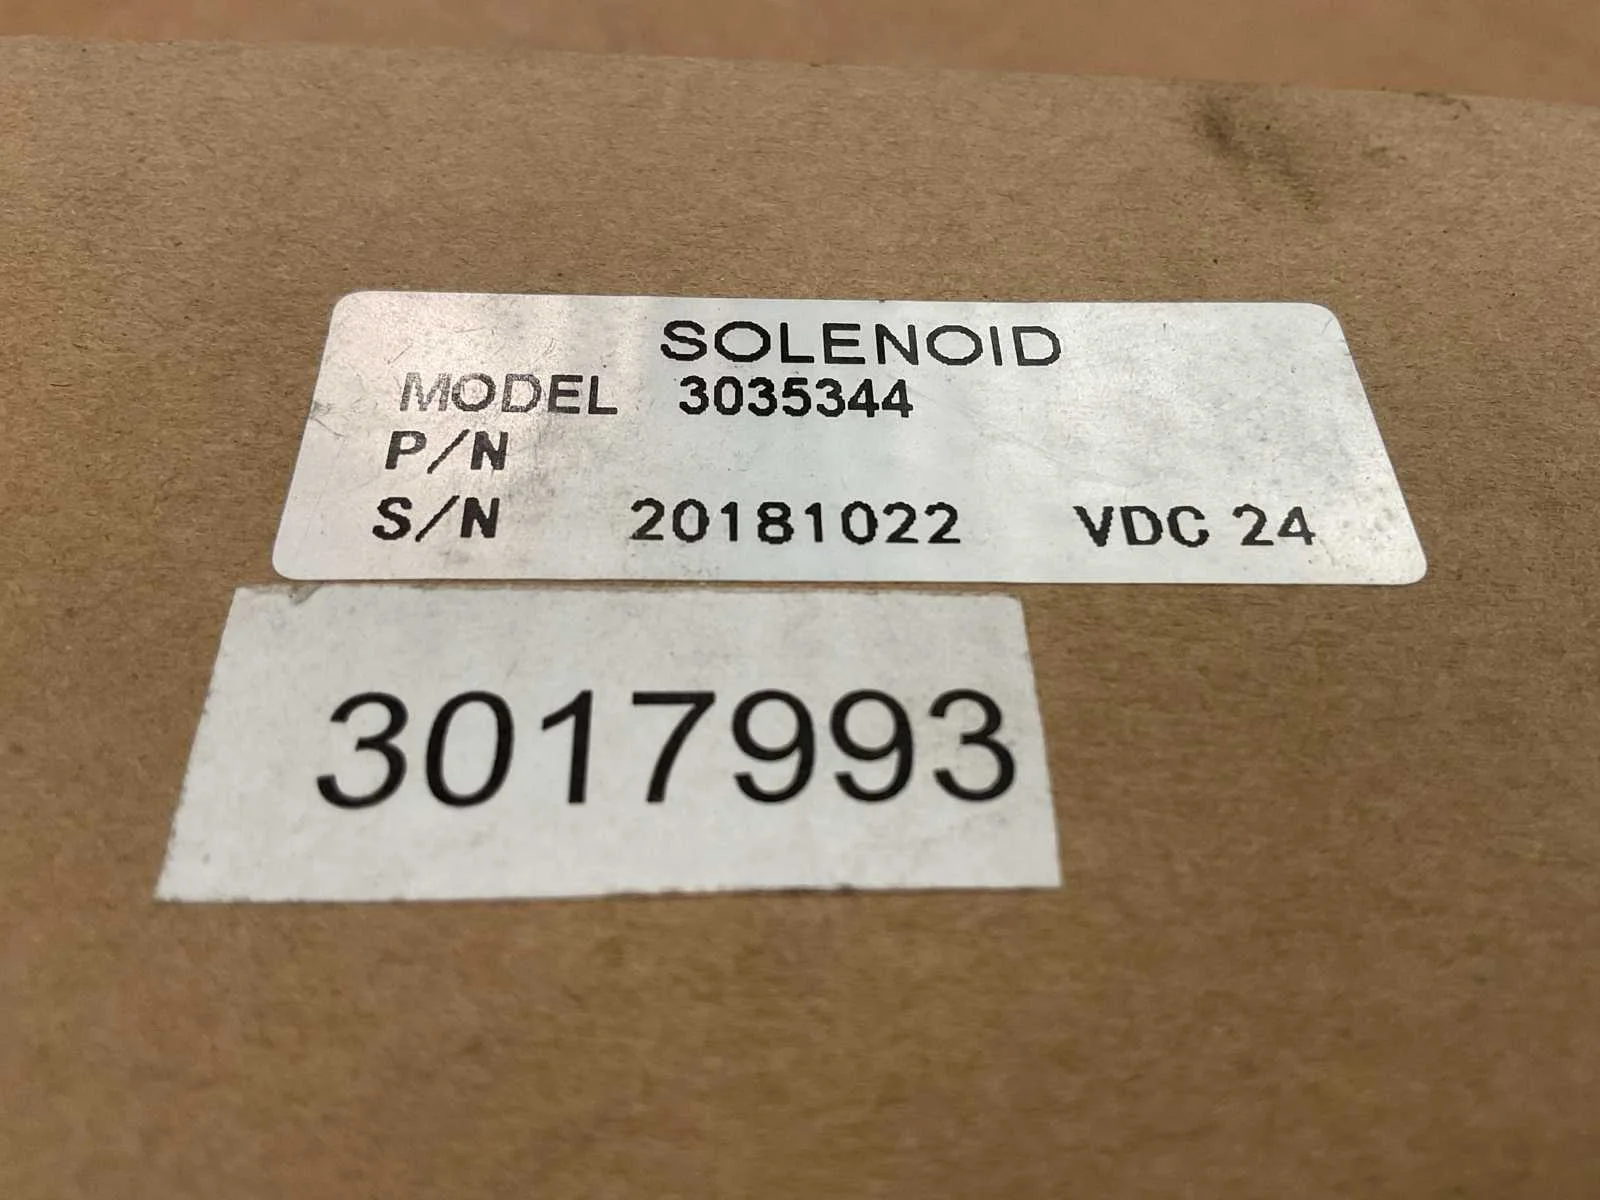 SOLENOID
MODEL 3035344
P/N
S/N 20181022 VDC 24
3017993